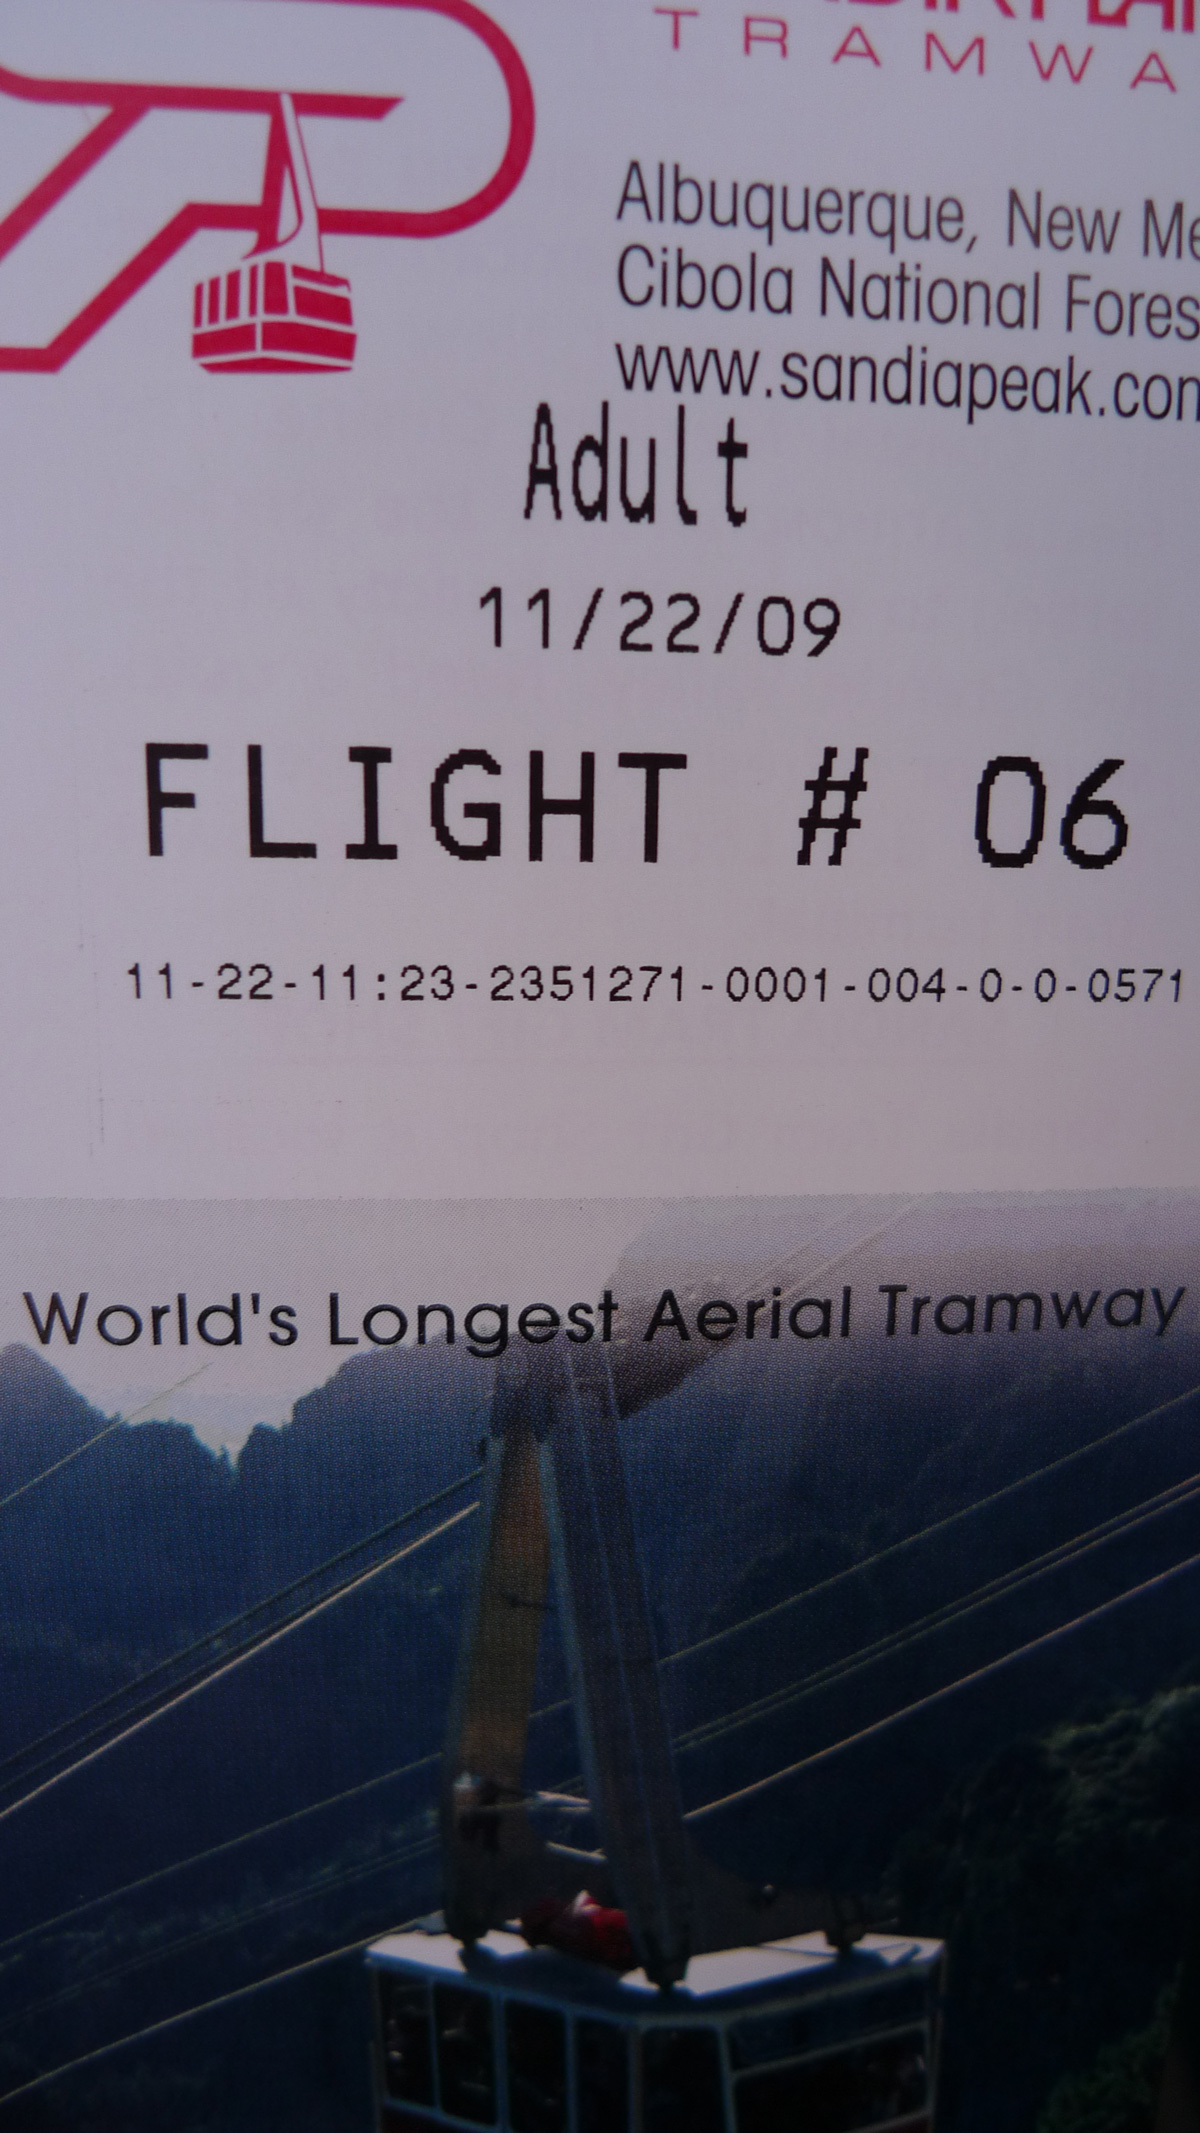 TRAMWA
Albuquerque, New Me
Cibola National Fores
www.sandiapeak.com
Adult
11/22/09
FLIGHT # 06
11-22-11:23-2351271-0001-004-0-0-0571
World's Longest Aerial Tramway